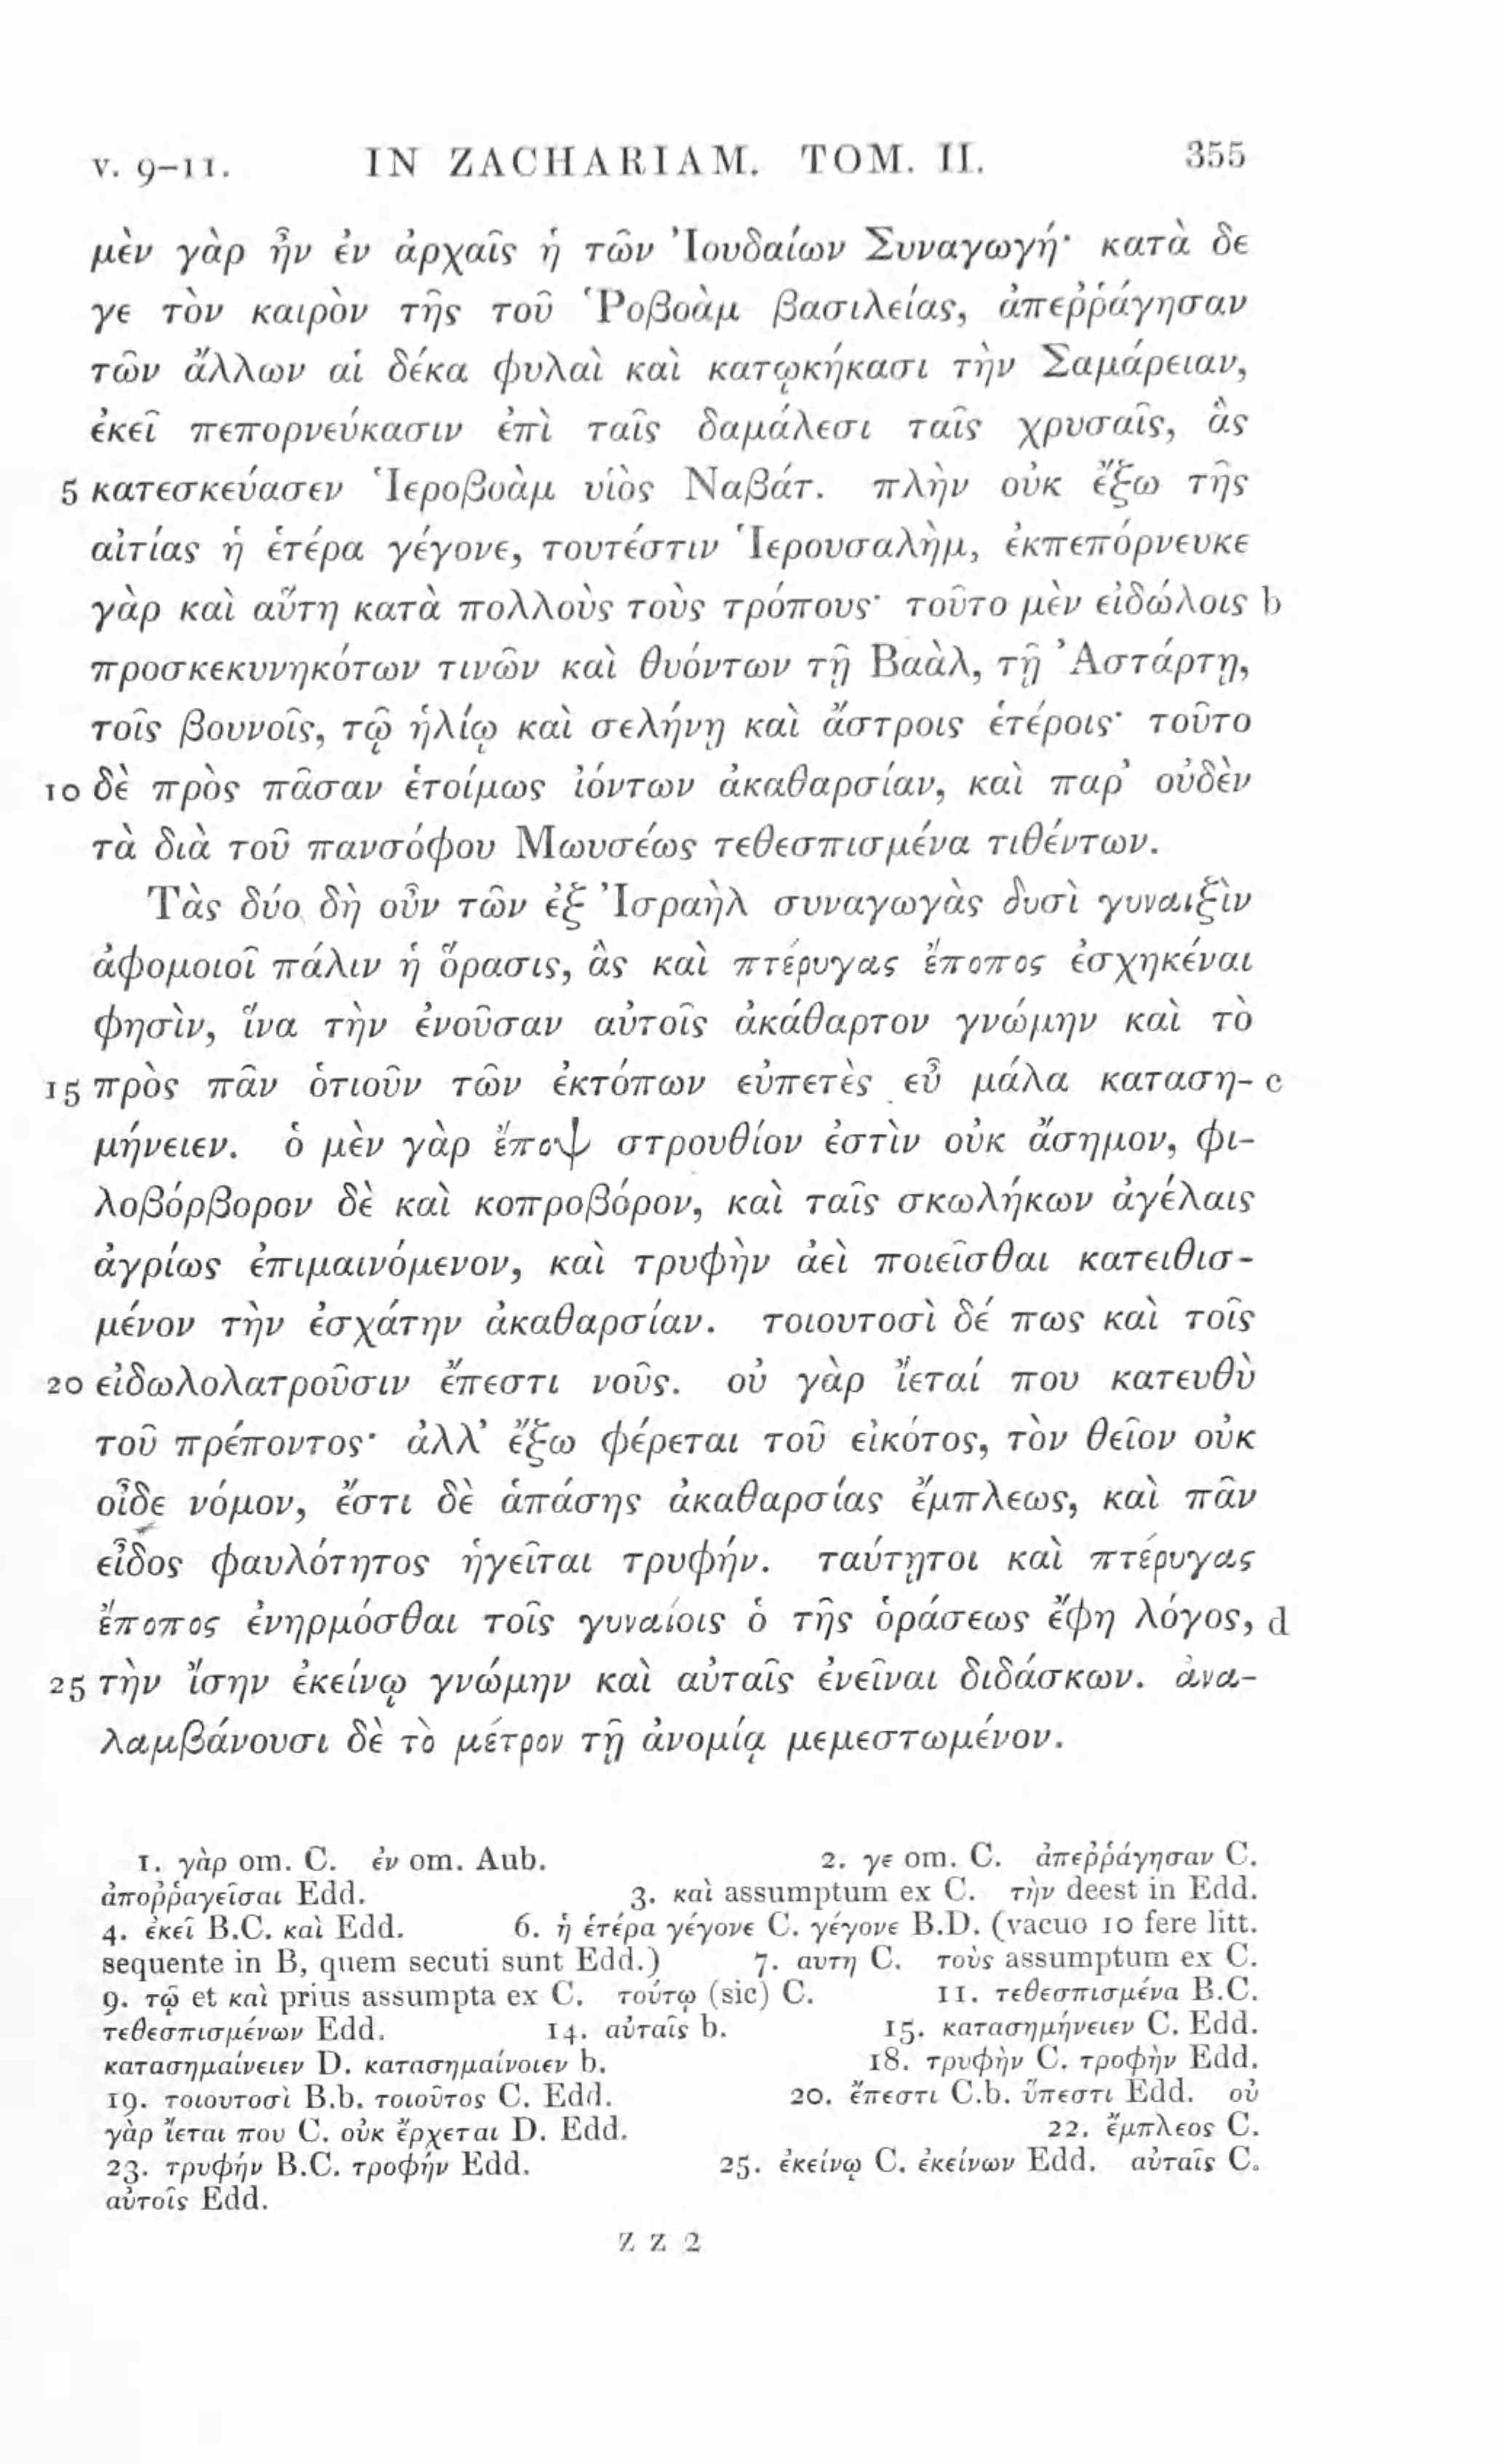 v. 9–11. IN ZACHARIAM. TOM. II. 355
μὲν γὰρ ἦν ἐν ἀρχαῖς ἡ τῶν Ἰουδαίων Συναγωγή· κατὰ δε
γε τὸν καιρὸν τῆς τοῦ Ῥοβοὰμ βασιλείας, ἀπεῤῥάγησαν
τῶν ἄλλων αἱ δέκα φυλαὶ καὶ κατῳκήκασι τὴν Σαμάρειαν,
ἐκεῖ πεπορνεύκασιν ἐπὶ ταῖς δαμάλεσι ταῖς χρυσαῖς, ἃς
5 κατεσκεύασεν Ἱεροβοὰμ υἱὸς Ναβάτ. πλὴν οὐκ ἔξω τῆς
αἰτίας ἡ ἑτέρα γέγονε, τουτέστιν Ἱερουσαλὴμ, ἐκπεπόρνευκε
γὰρ καὶ αὕτη κατὰ πολλοὺς τοὺς τρόπους· τοῦτο μὲν εἰδώλοις b
προσκεκυνηκότων τινῶν καὶ θυόντων τῇ Βαὰλ, τῇ Ἀστάρτῃ,
τοῖς βουνοῖς, τῷ ἡλίῳ καὶ σελήνῃ καὶ ἄστροις ἑτέροις· τοῦτο
10 δὲ πρὸς πᾶσαν ἑτοίμως ἰόντων ἀκαθαρσίαν, καὶ παρ’ οὐδὲν
τὰ διὰ τοῦ πανσόφου Μωυσέως τεθεσπισμένα τιθέντων.
Τὰς δύο δὴ οὖν τῶν ἐξ Ἰσραὴλ συναγωγὰς δυσὶ γυναιξὶν
ἀφομοιοῖ πάλιν ἡ ὅρασις, ἃς καὶ πτέρυγας ἔποπος ἐσχηκέναι
φησὶν, ἵνα τὴν ἐνοῦσαν αὐτοῖς ἀκάθαρτον γνώμην καὶ τὸ
15 πρὸς πᾶν ὁτιοῦν τῶν ἐκτόπων εὐπετὲς εὖ μάλα καταση- c
μήνειεν. ὁ μὲν γὰρ ἔποψ στρουθίον ἐστὶν οὐκ ἄσημον, φι-
λοβόρβορον δὲ καὶ κοπροβόρον, καὶ ταῖς σκωλήκων ἀγέλαις
ἀγρίως ἐπιμαινόμενον, καὶ τρυφὴν ἀεὶ ποιεῖσθαι κατειθισ-
μένον τὴν ἐσχάτην ἀκαθαρσίαν. τοιουτοσὶ δέ πως καὶ τοῖς
20 εἰδωλολατροῦσιν ἔπεστι νοῦς. οὐ γὰρ ἵεταί που κατευθὺ
τοῦ πρέποντος· ἀλλ’ ἔξω φέρεται τοῦ εἰκότος, τὸν θεῖον οὐκ
οἶδε νόμον, ἔστι δὲ ἁπάσης ἀκαθαρσίας ἔμπλεως, καὶ πᾶν
εἶδος φαυλότητος ἡγεῖται τρυφήν. ταύτῃτοι καὶ πτέρυγας
ἔποπος ἐνηρμόσθαι τοῖς γυναίοις ὁ τῆς ὁράσεως ἔφη λόγος, d
25 τὴν ἴσην ἐκείνῳ γνώμην καὶ αὐταῖς ἐνεῖναι διδάσκων. ἀνα-
λαμβάνουσι δὲ τὸ μέτρον τῇ ἀνομίᾳ μεμεστωμένον.
1. γὰρ om. C. ἐν om. Aub. 2. γε om. C. ἀπεῤῥάγησαν C.
ἀποῤῥαγεῖσαι Edd. 3. καὶ assumptum ex C. τὴν deest in Edd.
4. ἐκεῖ B.C. καὶ Edd. 6. ἡ ἑτέρα γέγονε C. γέγονε B.D. (vacuo 10 fere litt.
sequente in B, quem secuti sunt Edd.) 7. αυτη C. τοὺς assumptum ex C.
9. τῷ et καὶ prius assumpta ex C. τούτῳ (sic) C. 11. τεθεσπισμένα B.C.
τεθεσπισμένων Edd. 14. αὐταῖς b. 15. κατασημήνειεν C. Edd.
κατασημαίνειεν D. κατασημαίνοιεν b. 18. τρυφὴν C. τροφὴν Edd.
19. τοιουτοσὶ B.b. τοιοῦτος C. Edd. 20. ἔπεστι C.b. ὕπεστι Edd. οὐ
γὰρ ἵεται που C. οὐκ ἔρχεται D. Edd. 22. ἔμπλεος C.
23. τρυφήν B.C. τροφήν Edd. 25. ἐκείνῳ C. ἐκείνων Edd. αὐταῖς C.
αὐτοῖς Edd.
Z Z 2